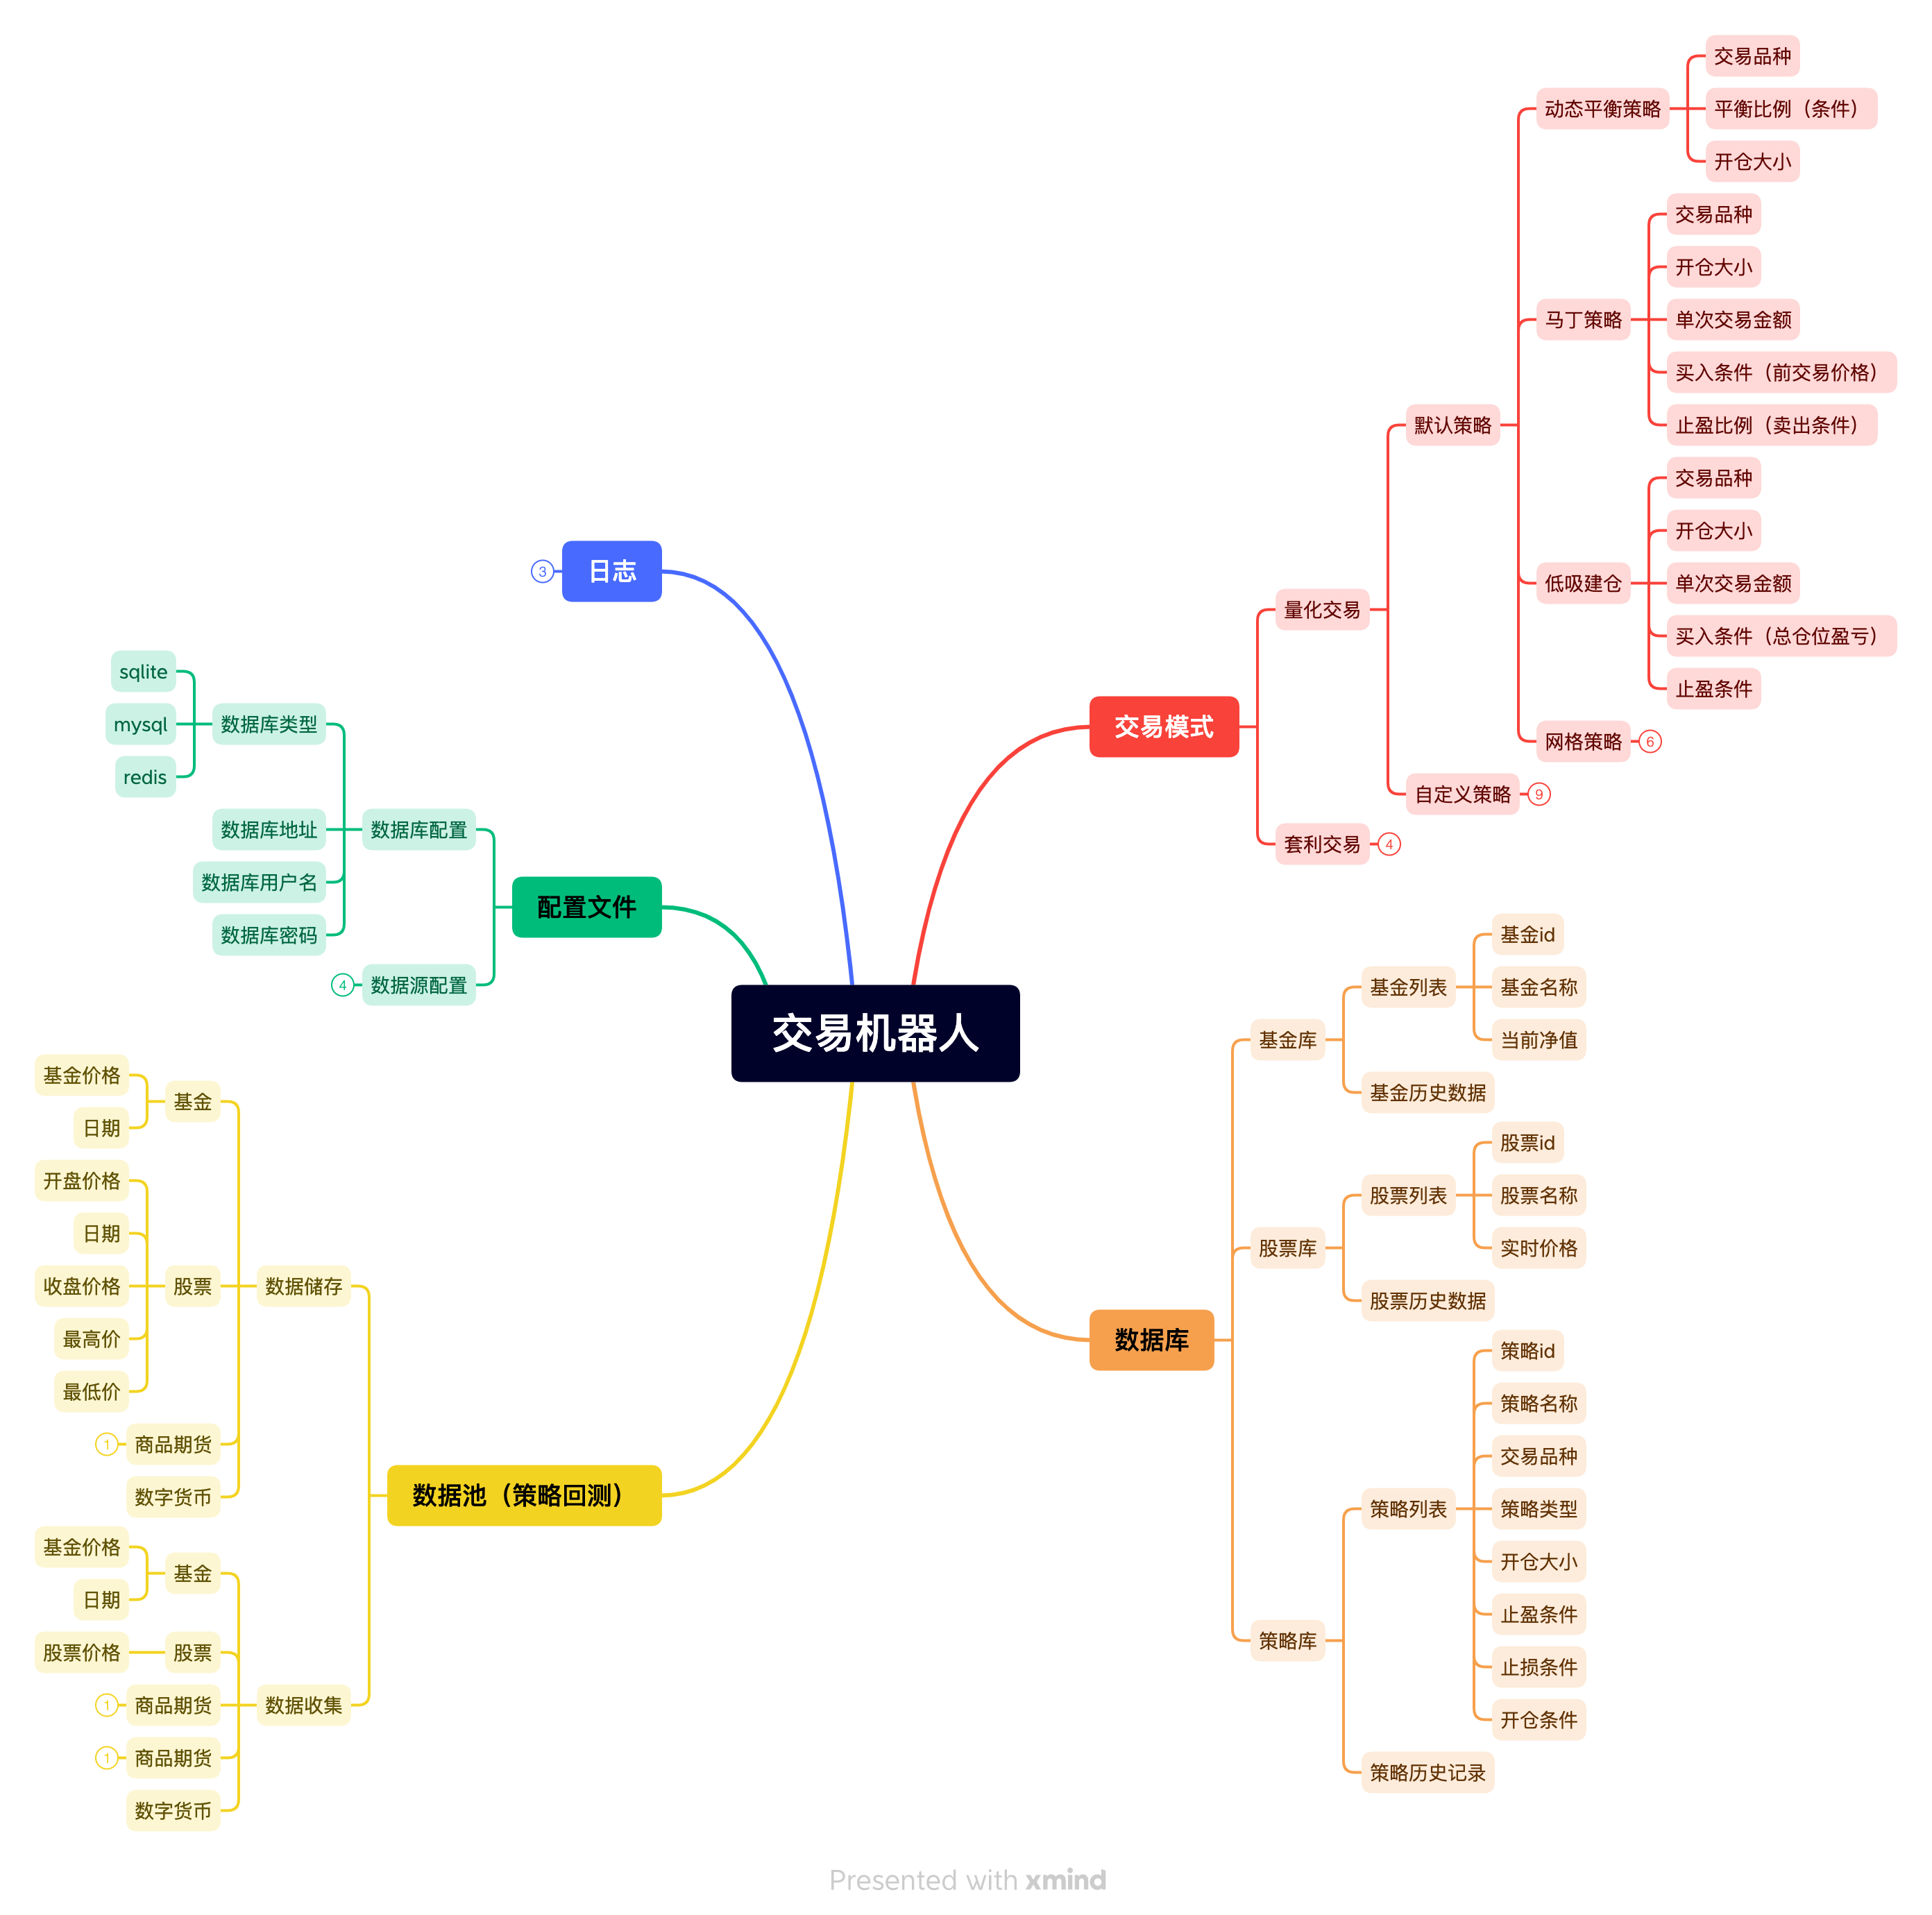 交易机器人
交易模式
量化交易
默认策略
动态平衡策略
交易品种
平衡比例（条件）
开仓大小
马丁策略
交易品种
开仓大小
单次交易金额
买入条件（前交易价格）
止盈比例（卖出条件）
低吸建仓
交易品种
开仓大小
单次交易金额
买入条件（总仓位盈亏）
止盈条件
网格策略
6
自定义策略
9
套利交易
4
数据库
基金库
基金列表
基金id
基金名称
当前净值
基金历史数据
股票库
股票列表
股票id
股票名称
实时价格
股票历史数据
策略库
策略列表
策略id
策略名称
交易品种
策略类型
开仓大小
止盈条件
止损条件
开仓条件
策略历史记录
日志
3
配置文件
数据库配置
数据库类型
sqlite
mysql
redis
数据库地址
数据库用户名
数据库密码
数据源配置
4
数据池（策略回测）
数据储存
基金
基金价格
日期
股票
开盘价格
日期
收盘价格
最高价
最低价
商品期货
1
数字货币
数据收集
基金
基金价格
日期
股票
股票价格
商品期货
1
商品期货
1
数字货币
Presented with xmind